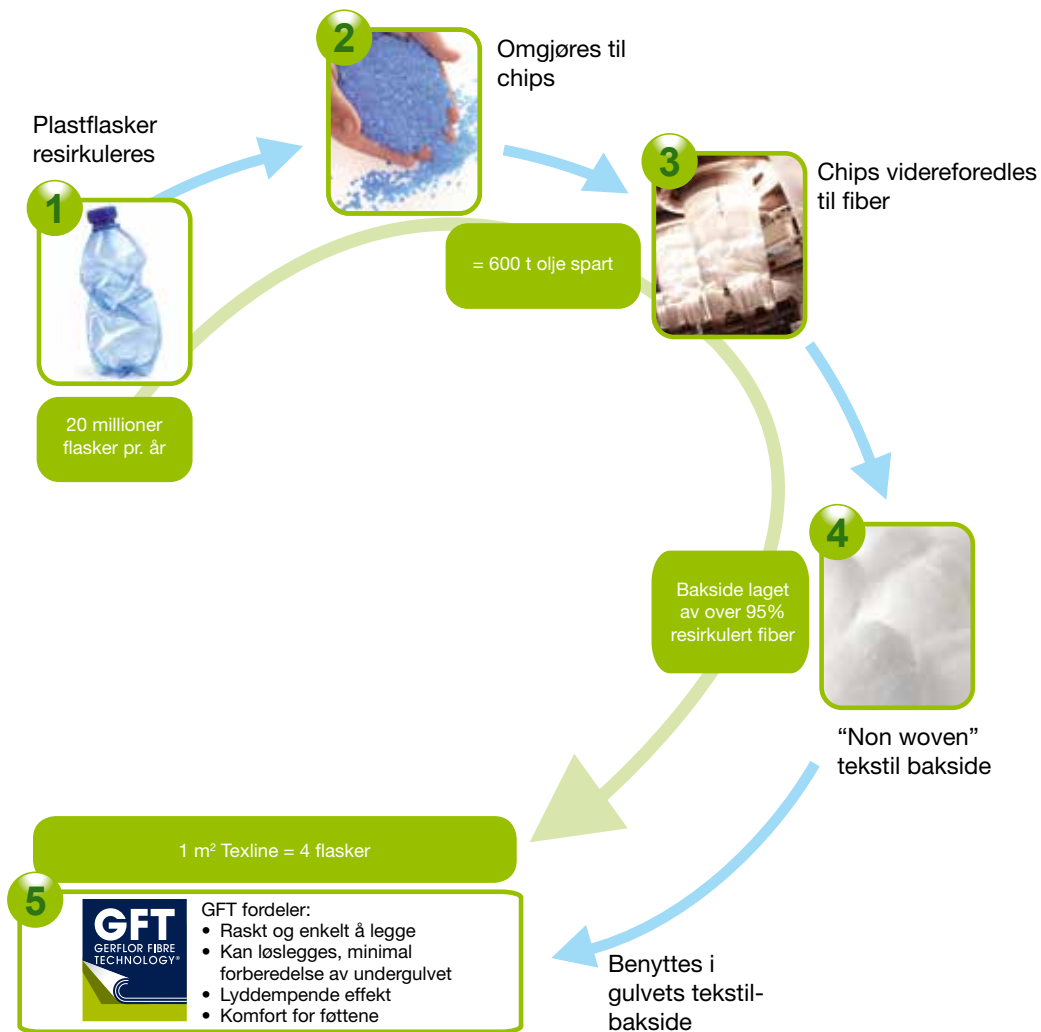 1
Plastflasker
resirkuleres
20 millioner
flasker pr. år
2
Omgjøres til
chips
= 600 t olje spart
3
Chips videreforedles
til fiber
4
Bakside laget
av over 95%
resirkulert fiber
“Non woven”
tekstil bakside
Benyttes i
gulvets tekstil-
bakside
1 m² Texline = 4 flasker
5
GFT
GERFLOR FIBRE
TECHNOLOGY®
GFT fordeler:
• Raskt og enkelt å legge
• Kan løslegges, minimal
forberedelse av undergulvet
• Lyddempende effekt
• Komfort for føttene